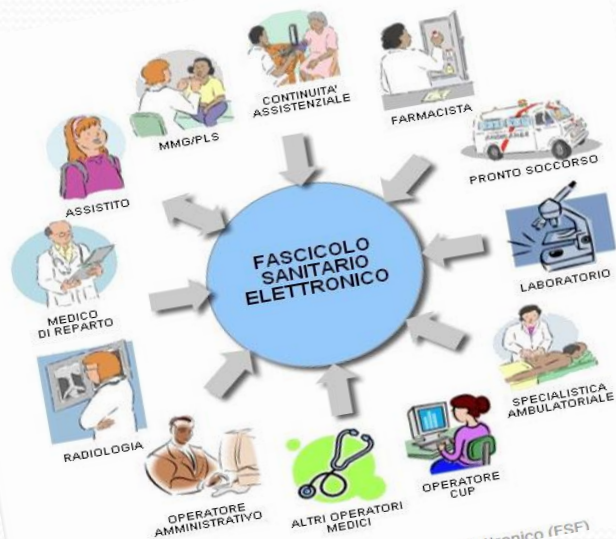 CONTINUITA'
ASSISTENZIALE
FARMACISTA
MMG/PLS
PRONTO SOCCORSO
ASSISTITO
FASCICOLO
SANITARIO
ELETTRONICO
LABORATORIO
MEDICO
DI REPARTO
SPECIALISTICA
AMBULATORIALE
RADIOLOGIA
OPERATORE
CUP
OPERATORE
AMMINISTRATIVO
ALTRI OPERATORI
MEDICI
(FSE)